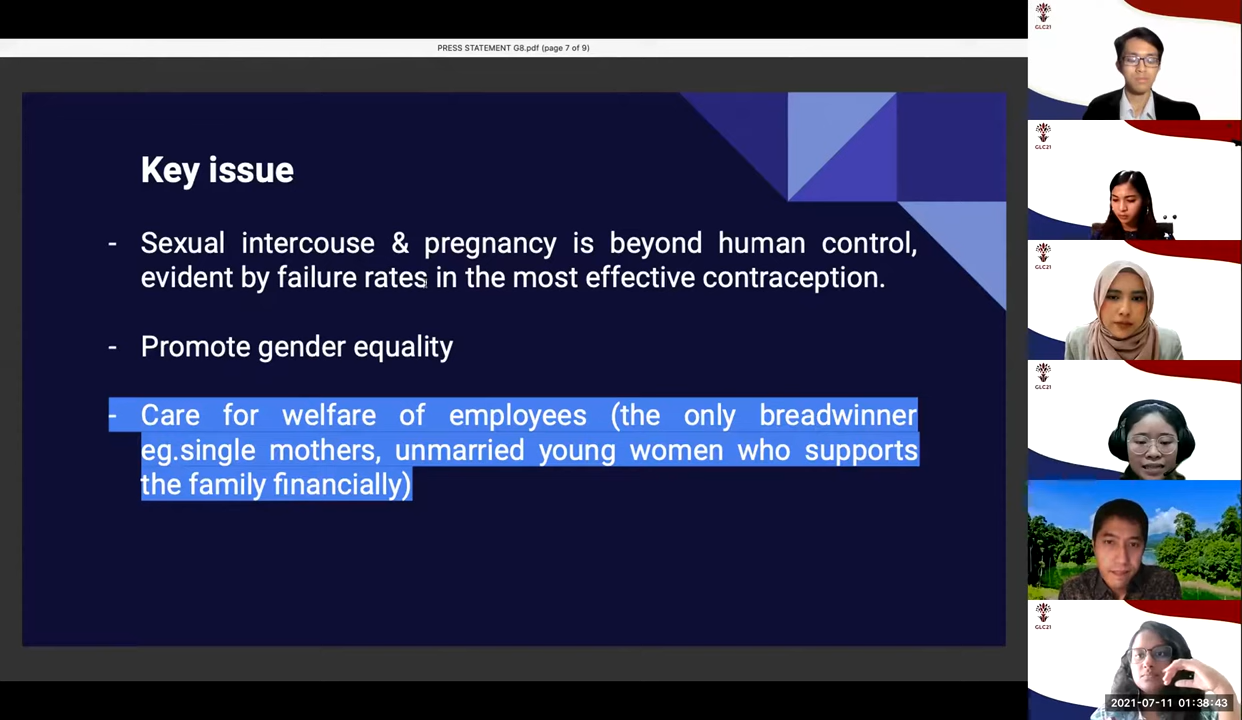 PRESS STATEMENT G8.pdf (page 7 of 9)
Key issue
- Sexual intercouse & pregnancy is beyond human control,
evident by failure rates in the most effective contraception.
- Promote gender equality
- Care for welfare of employees (the only breadwinner
eg.single mothers, unmarried young women who supports
the family financially)
GLC21
GLC21
GLC21
GLC21
GLC21
2021-07-11 01:38:43